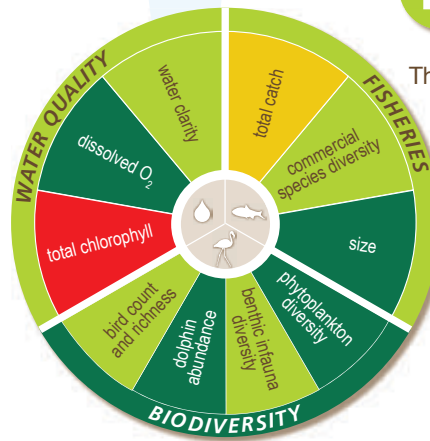 WATER QUALITY
water clarity
dissolved O₂
total chlorophyll
FISHERIES
total catch
commercial
species diversity
size
BIODIVERSITY
bird count
and richness
dolphin
abundance
benthic infauna
diversity
phytoplankton
diversity
Th